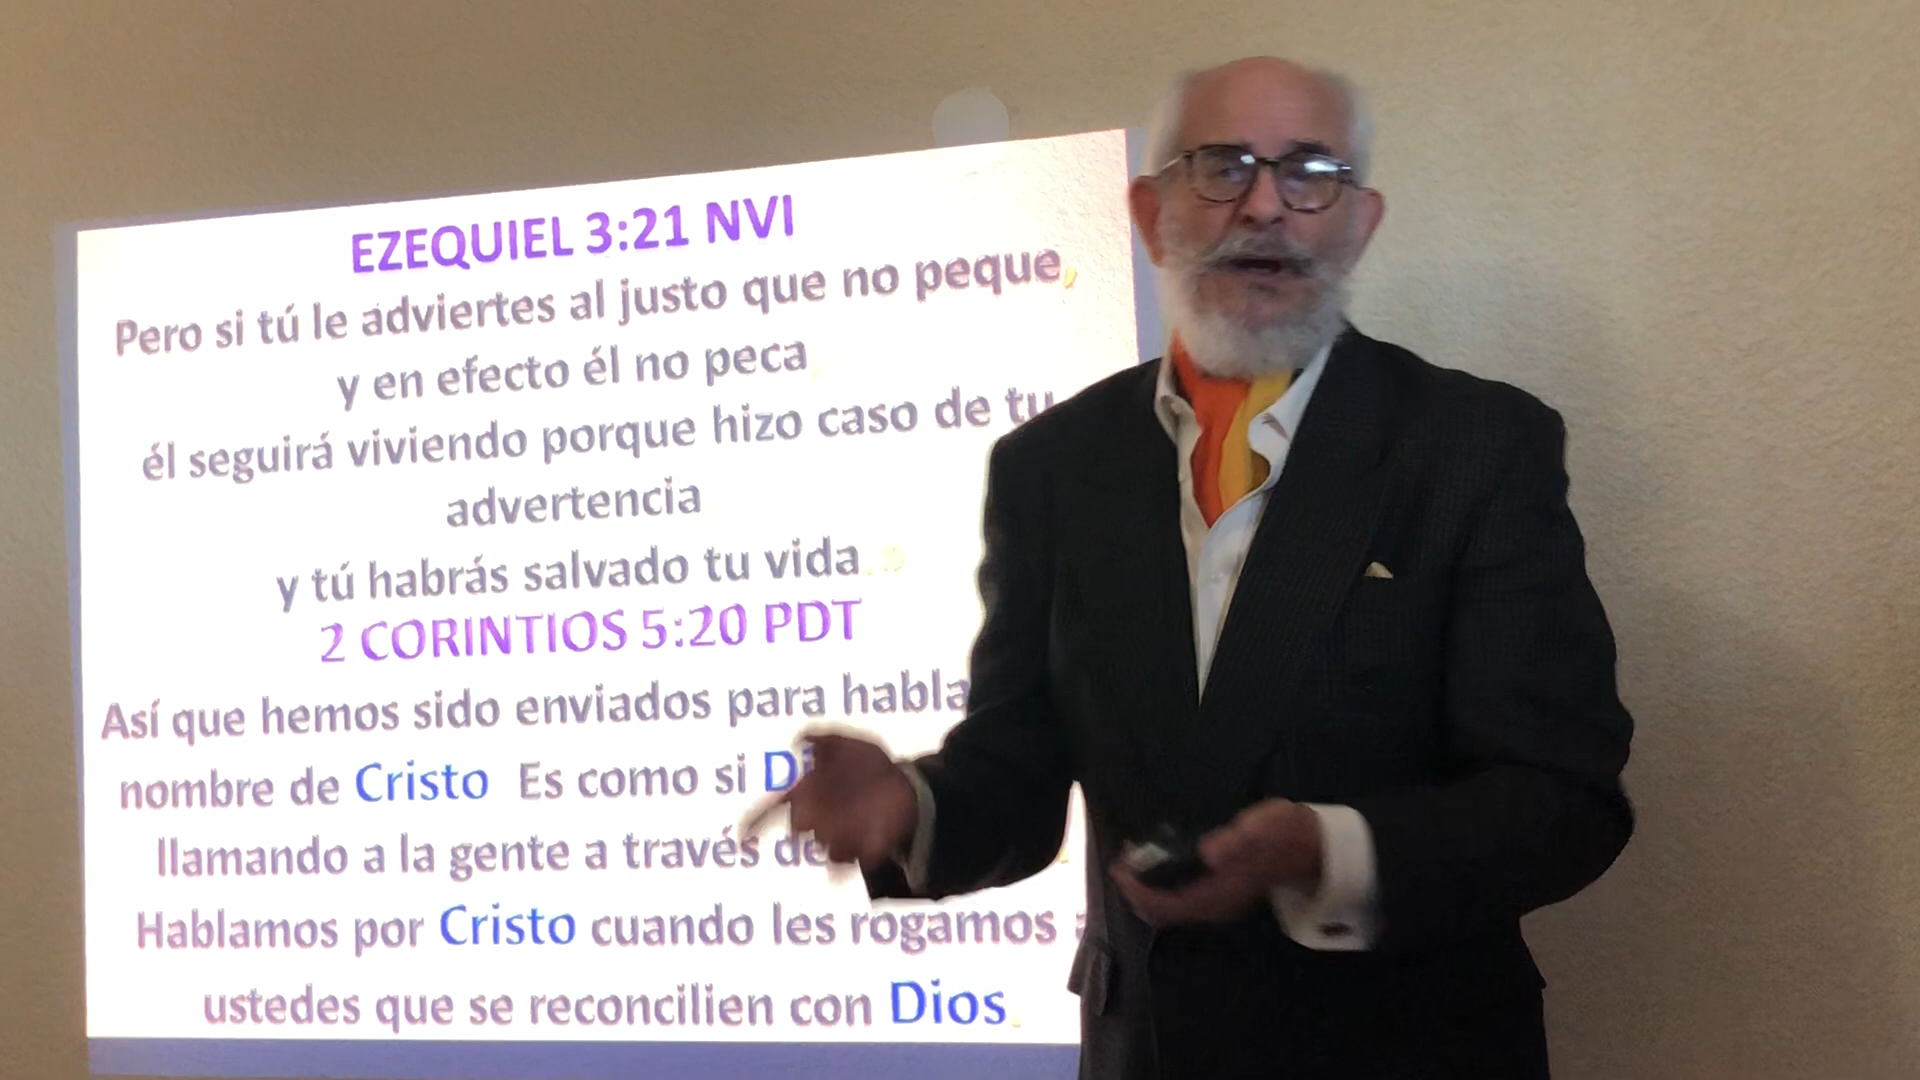 EZEQUIEL 3:21 NVI
Pero si tú le adviertes al justo que no peque,
y en efecto él no peca
él seguirá viviendo porque hizo caso de tu
advertencia
y tú habrás salvado tu vida
2 CORINTIOS 5:20 PDT
Así que hemos sido enviados para habla
nombre de Cristo Es como si Di
llamando a la gente a través de
Hablamos por Cristo cuando les rogamos a
ustedes que se reconcilien con Dios.